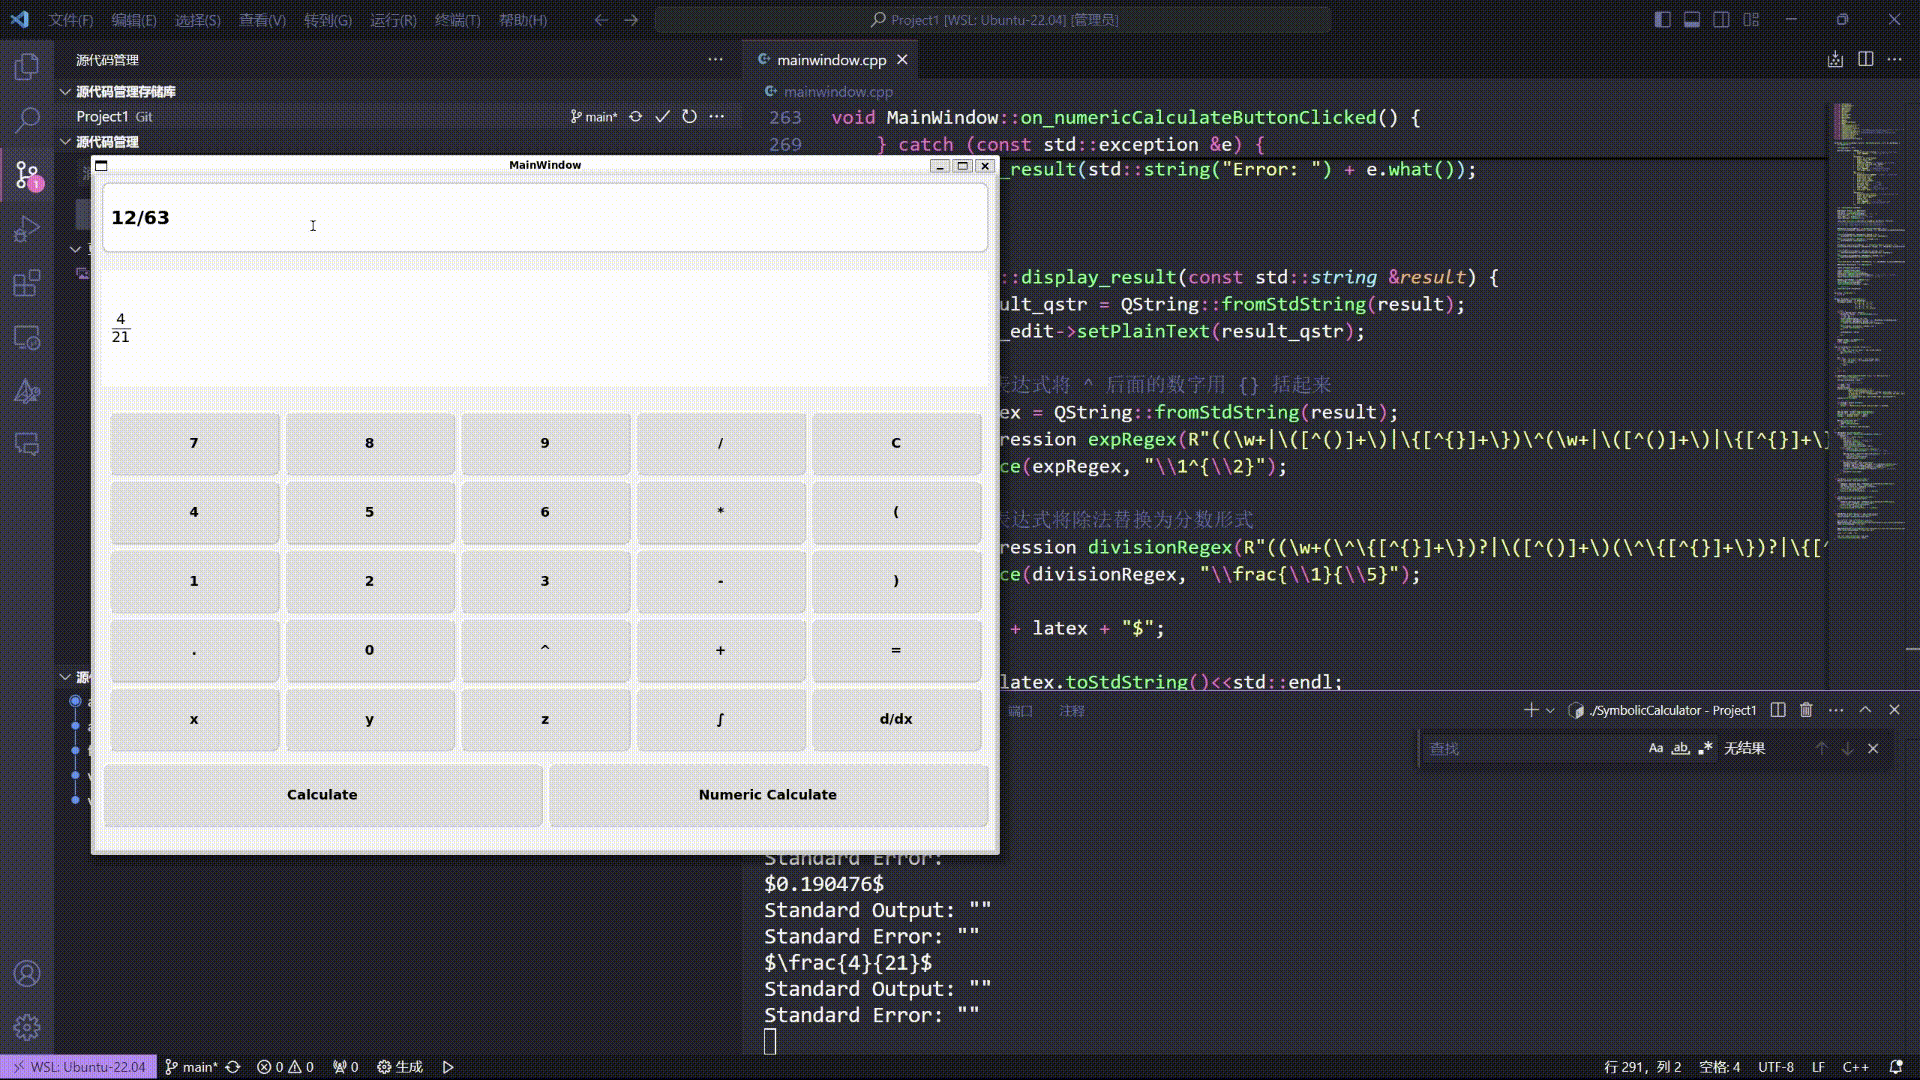 文件(F) 编辑(E) 选择(S) 查看(V) 转到(G) 运行(R) 终端(T) 帮助(H) Project1 [WSL: Ubuntu-22.04] [管理员]
源代码管理
源代码管理存储库
Project1 Git main*
源代码管理
1
mainwindow.cpp
mainwindow.cpp
263 void MainWindow::on_numericCalculateButtonClicked() {
269 } catch (const std::exception &e) {
_result(std::string("Error: ") + e.what());
::display_result(const std::string &result) {
ult_qstr = QString::fromStdString(result);
_edit->setPlainText(result_qstr);
表达式将 ^ 后面的数字用 {} 括起来
ex = QString::fromStdString(result);
ression expRegex(R"((\w+|\([^()]+\)|\{[^{}]+\})\^(\w+|\([^()]+\)|\{[^{}]+\}
ce(expRegex, "\\1^{\\2}");
表达式将除法替换为分数形式
ression divisionRegex(R"((\w+(\^\{[^{}]+\})?|\([^()]+\)(\^\{[^{}]+\})?|\{[^
ce(divisionRegex, "\\frac{\\1}{\\5}");
+ latex + "$";
latex.toStdString()<<std::endl;
MainWindow
12/63
4
21
7 8 9 / C
4 5 6 * (
1 2 3 - )
. 0 ^ + =
x y z ∫ d/dx
Calculate Numeric Calculate
端口 注释 ./SymbolicCalculator - Project1
查找 Aa ab 无结果
Standard Error:
$0.190476$
Standard Output: ""
Standard Error: ""
$\frac{4}{21}$
Standard Output: ""
Standard Error: ""
WSL: Ubuntu-22.04 main* 0 0 0 生成 行 291，列 2 空格: 4 UTF-8 LF C++